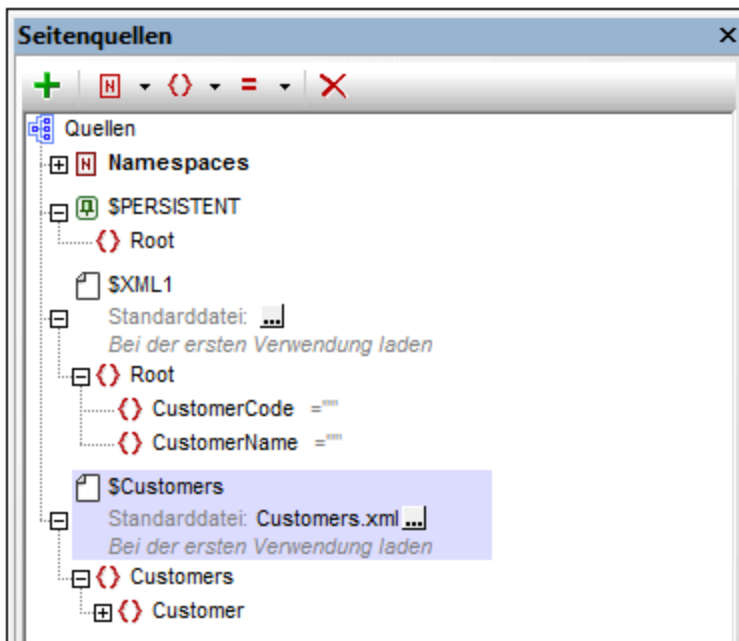 Seitenquellen
Quellen
Namespaces
$PERSISTENT
Root
$XML1
Standarddatei: ...
Bei der ersten Verwendung laden
Root
CustomerCode =""
CustomerName =""
$Customers
Standarddatei: Customers.xml ...
Bei der ersten Verwendung laden
Customers
Customer